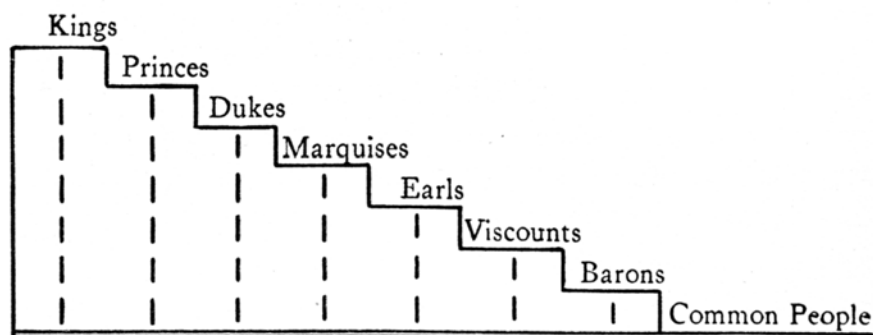 Kings
Princes
Dukes
Marquises
Earls
Viscounts
Barons
Common People